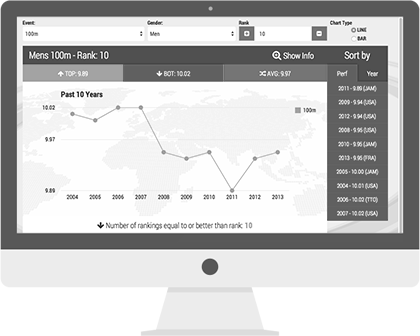 Event: Gender: Rank Chart Type
100m Men 10 LINE
BAR
Mens 100m - Rank: 10 Show Info Sort by
TOP: 9.89 BOT: 10.02 AVG: 9.97 Perf Year
Past 10 Years
100m
10.02
9.97
9.89
2004 2005 2006 2007 2008 2009 2010 2011 2012 2013
Number of rankings equal to or better than rank: 10
2011 - 9.89 (JAM)
2009 - 9.94 (USA)
2012 - 9.94 (USA)
2008 - 9.95 (USA)
2010 - 9.95 (USA)
2013 - 9.95 (FRA)
2005 - 10.00 (JAM)
2004 - 10.01 (USA)
2006 - 10.02 (TTO)
2007 - 10.02 (USA)